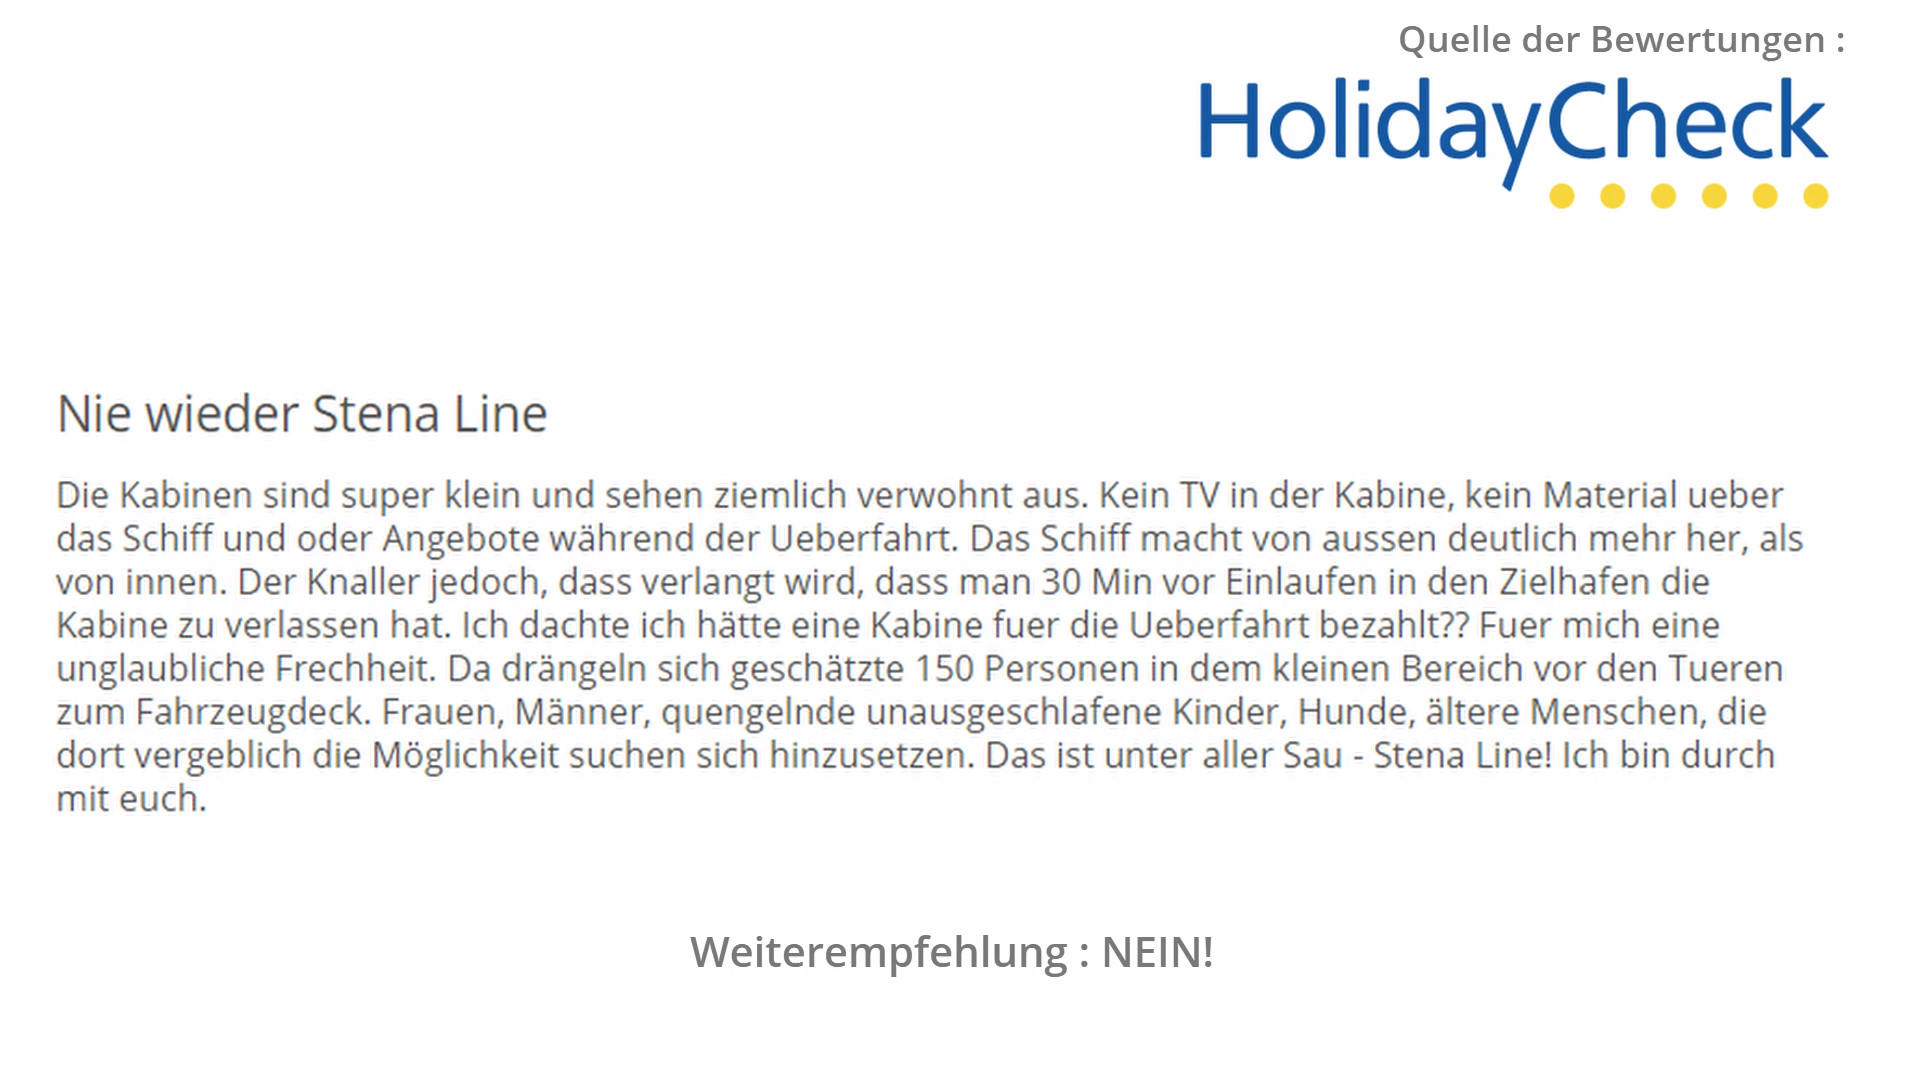 Quelle der Bewertungen :
HolidayCheck
Nie wieder Stena Line
Die Kabinen sind super klein und sehen ziemlich verwohnt aus. Kein TV in der Kabine, kein Material ueber
das Schiff und oder Angebote während der Ueberfahrt. Das Schiff macht von aussen deutlich mehr her, als
von innen. Der Knaller jedoch, dass verlangt wird, dass man 30 Min vor Einlaufen in den Zielhafen die
Kabine zu verlassen hat. Ich dachte ich hätte eine Kabine fuer die Ueberfahrt bezahlt?? Fuer mich eine
unglaubliche Frechheit. Da drängeln sich geschätzte 150 Personen in dem kleinen Bereich vor den Tueren
zum Fahrzeugdeck. Frauen, Männer, quengelnde unausgeschlafene Kinder, Hunde, ältere Menschen, die
dort vergeblich die Möglichkeit suchen sich hinzusetzen. Das ist unter aller Sau - Stena Line! Ich bin durch
mit euch.
Weiterempfehlung : NEIN!